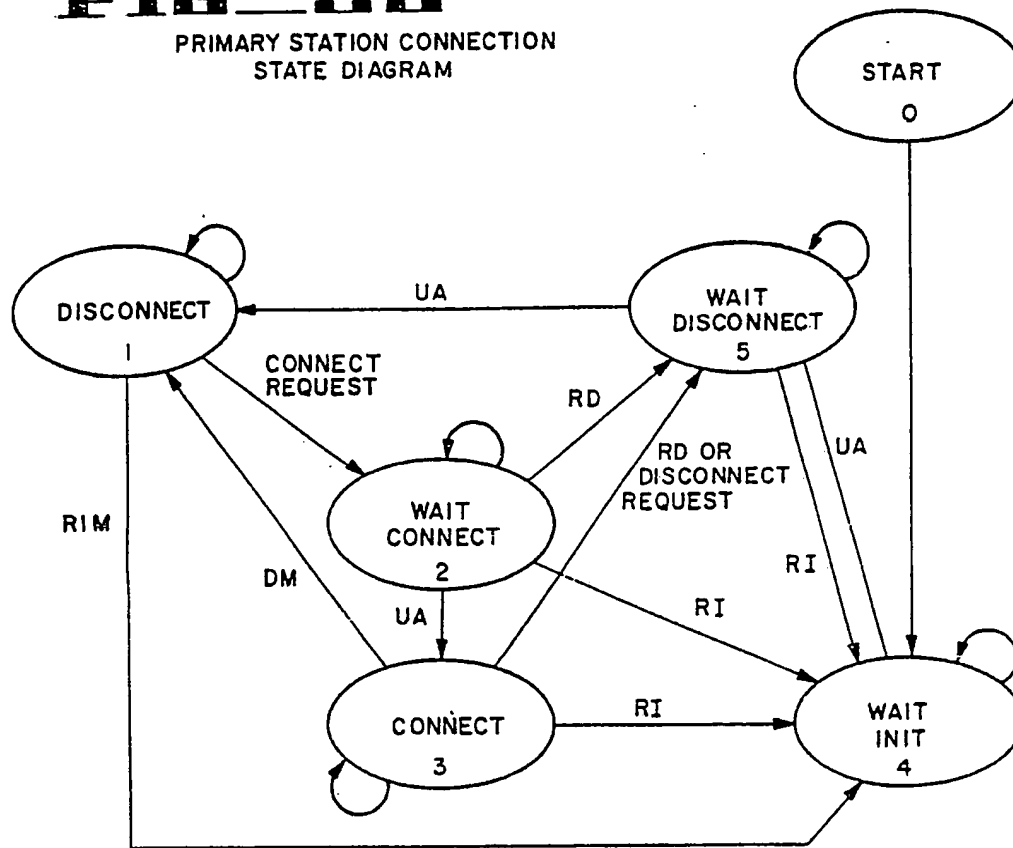 PRIMARY STATION CONNECTION
STATE DIAGRAM
START
0
DISCONNECT
1
UA
WAIT
DISCONNECT
5
CONNECT
REQUEST
RD
RD OR
DISCONNECT
REQUEST
UA
RIM
WAIT
CONNECT
2
DM
UA
RI
RI
CONNECT
3
RI
WAIT
INIT
4